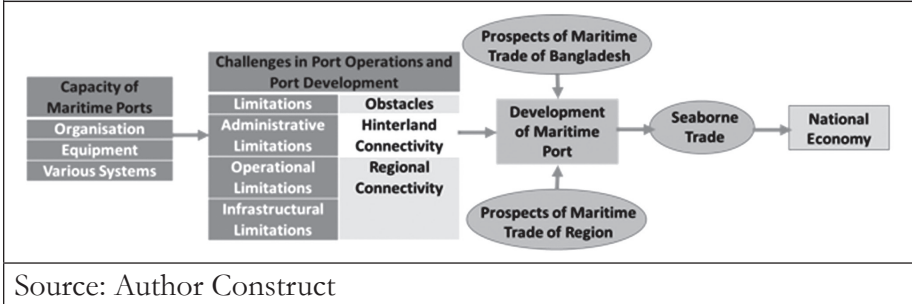 Capacity of
Maritime Ports
Organisation
Equipment
Various Systems
Challenges in Port Operations and
Port Development
Limitations
Administrative
Limitations
Operational
Limitations
Infrastructural
Limitations
Obstacles
Hinterland
Connectivity
Regional
Connectivity
Prospects of Maritime
Trade of Bangladesh
Development
of Maritime
Port
Prospects of Maritime
Trade of Region
Seaborne
Trade
National
Economy
Source: Author Construct